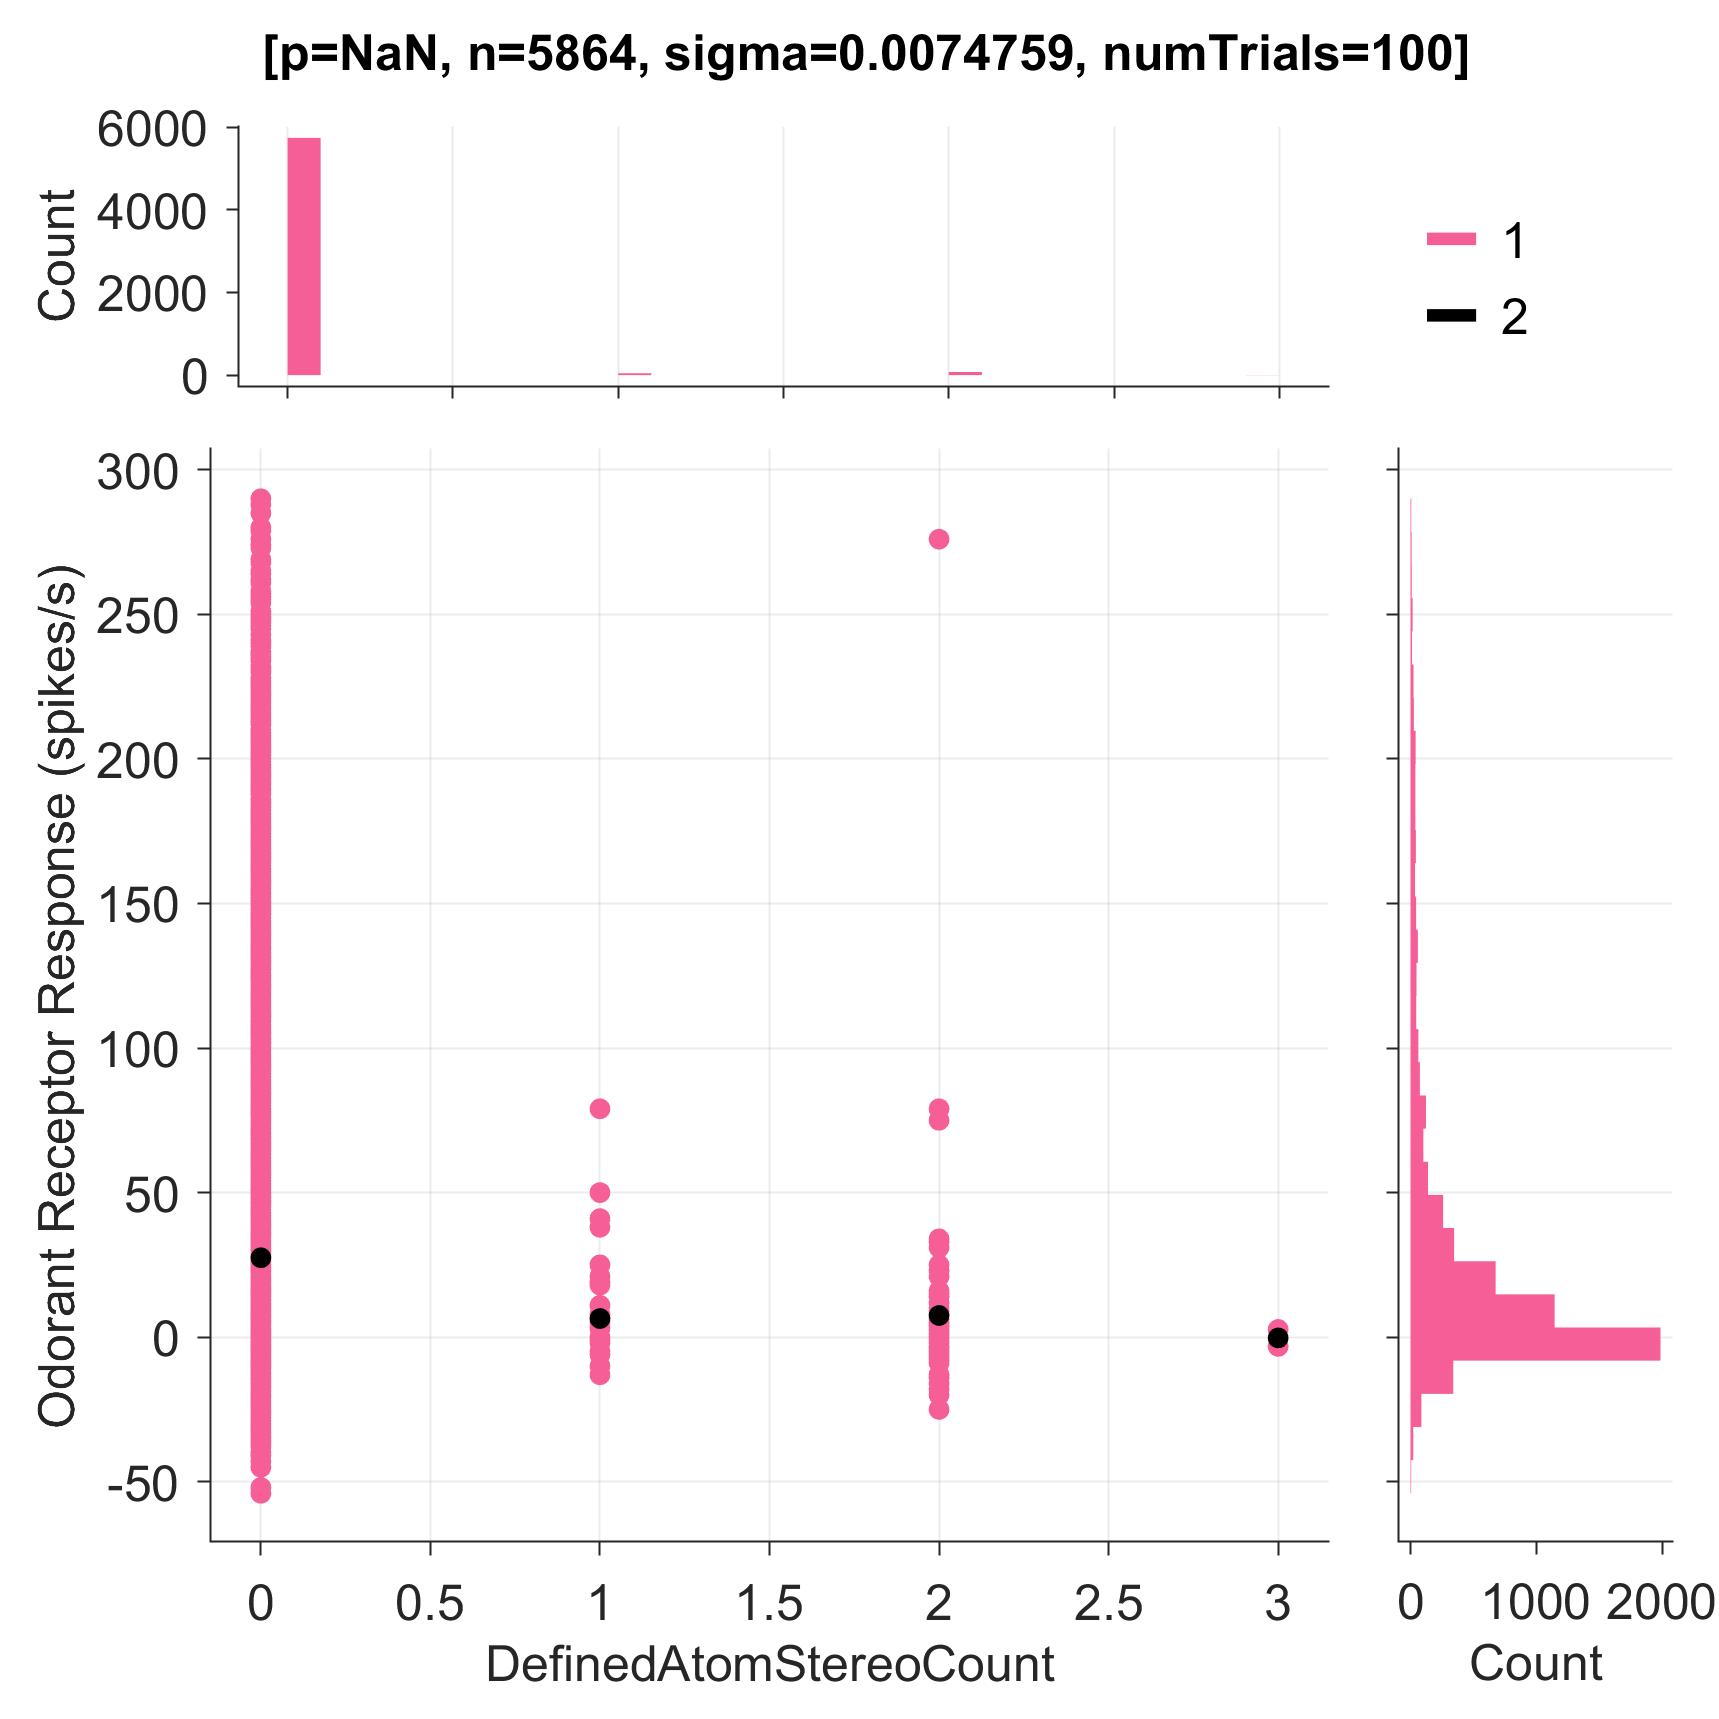 [p=NaN, n=5864, sigma=0.0074759, numTrials=100]
6000
4000
2000
0
Count
1
2
300
250
200
150
100
50
0
-50
Odorant Receptor Response (spikes/s)
0 0.5 1 1.5 2 2.5 3
DefinedAtomStereoCount
0 1000 2000
Count